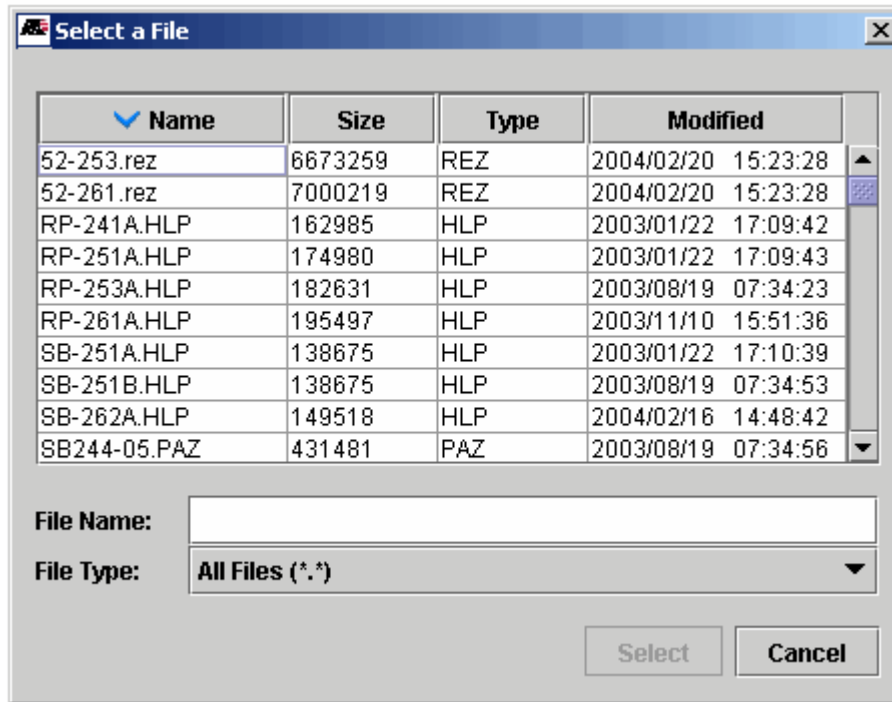 Select a File
Name Size Type Modified
52-253.rez 6673259 REZ 2004/02/20 15:23:28
52-261.rez 7000219 REZ 2004/02/20 15:23:28
RP-241A.HLP 162985 HLP 2003/01/22 17:09:42
RP-251A.HLP 174980 HLP 2003/01/22 17:09:43
RP-253A.HLP 182631 HLP 2003/08/19 07:34:23
RP-261A.HLP 195497 HLP 2003/11/10 15:51:36
SB-251A.HLP 138675 HLP 2003/01/22 17:10:39
SB-251B.HLP 138675 HLP 2003/08/19 07:34:53
SB-262A.HLP 149518 HLP 2004/02/16 14:48:42
SB244-05.PAZ 431481 PAZ 2003/08/19 07:34:56
File Name:
File Type: All Files (*.*)
Select Cancel